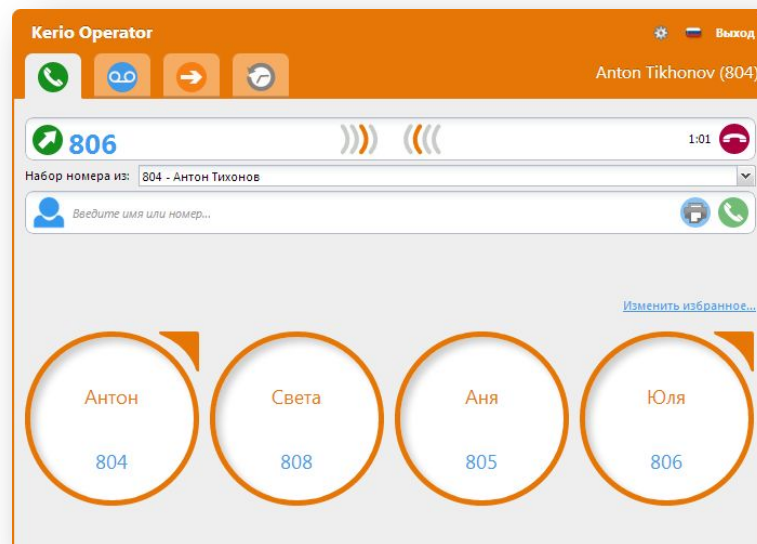 Kerio Operator
Выход
Anton Tikhonov (804)
806
1:01
Набор номера из: 804 - Антон Тихонов
Введите имя или номер...
Изменить избранное...
Антон
Света
Аня
Юля
804
808
805
806